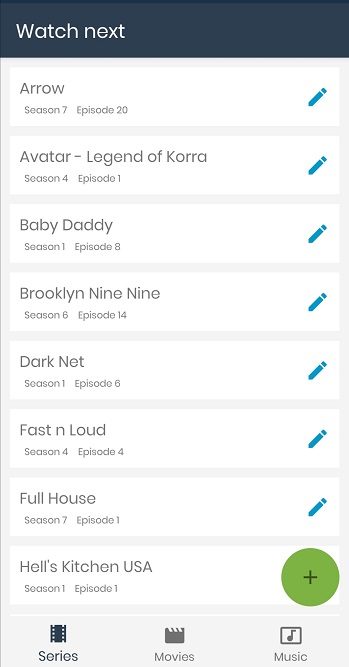 Watch next
Arrow
Season 7 Episode 20
Avatar - Legend of Korra
Season 4 Episode 1
Baby Daddy
Season 1 Episode 8
Brooklyn Nine Nine
Season 6 Episode 14
Dark Net
Season 1 Episode 6
Fast n Loud
Season 4 Episode 4
Full House
Season 7 Episode 1
Hell's Kitchen USA
Season 1 Episode 1
+
Series Movies Music